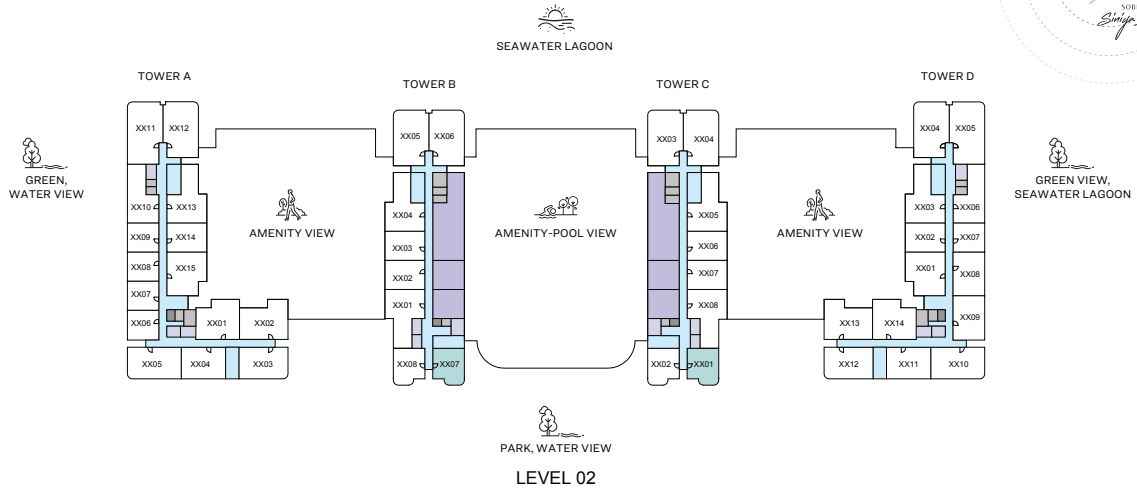 SOB
Siniya
SEAWATER LAGOON
TOWER A
TOWER B
TOWER C
TOWER D
GREEN,
WATER VIEW
GREEN VIEW,
SEAWATER LAGOON
XX11 XX12
XX10 XX13
XX09 XX14
XX08 XX15
XX07
XX06 XX01 XX02
XX05 XX04 XX03
AMENITY VIEW
XX05 XX06
XX04
XX03
XX02
XX01
XX08 XX07
AMENITY-POOL VIEW
XX03 XX04
XX05
XX06
XX07
XX08
XX02 XX01
AMENITY VIEW
XX04 XX05
XX03 XX06
XX02 XX07
XX01 XX08
XX09
XX13 XX14
XX12 XX11 XX10
PARK, WATER VIEW
LEVEL 02